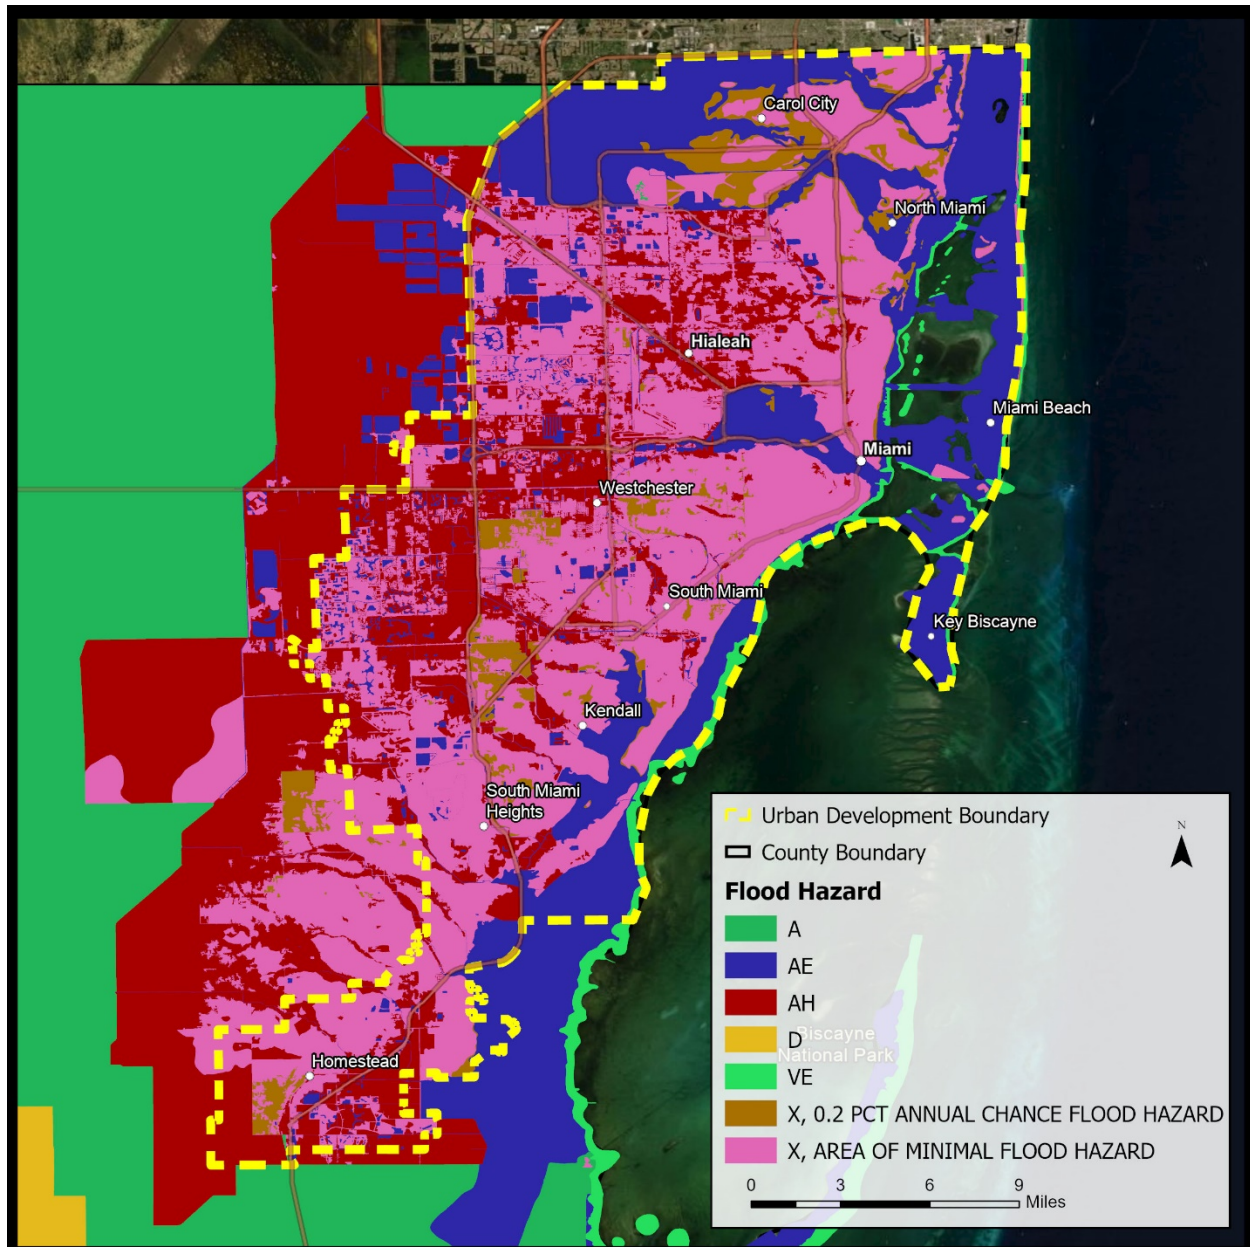 Carol City
North Miami
Hialeah
Miami Beach
Miami
Westchester
South Miami
Key Biscayne
Kendall
South Miami
Heights
Homestead
Urban Development Boundary
N
County Boundary
Flood Hazard
A
AE
AH
D
Biscayne
National Park
VE
X, 0.2 PCT ANNUAL CHANCE FLOOD HAZARD
X, AREA OF MINIMAL FLOOD HAZARD
0 3 6 9
Miles